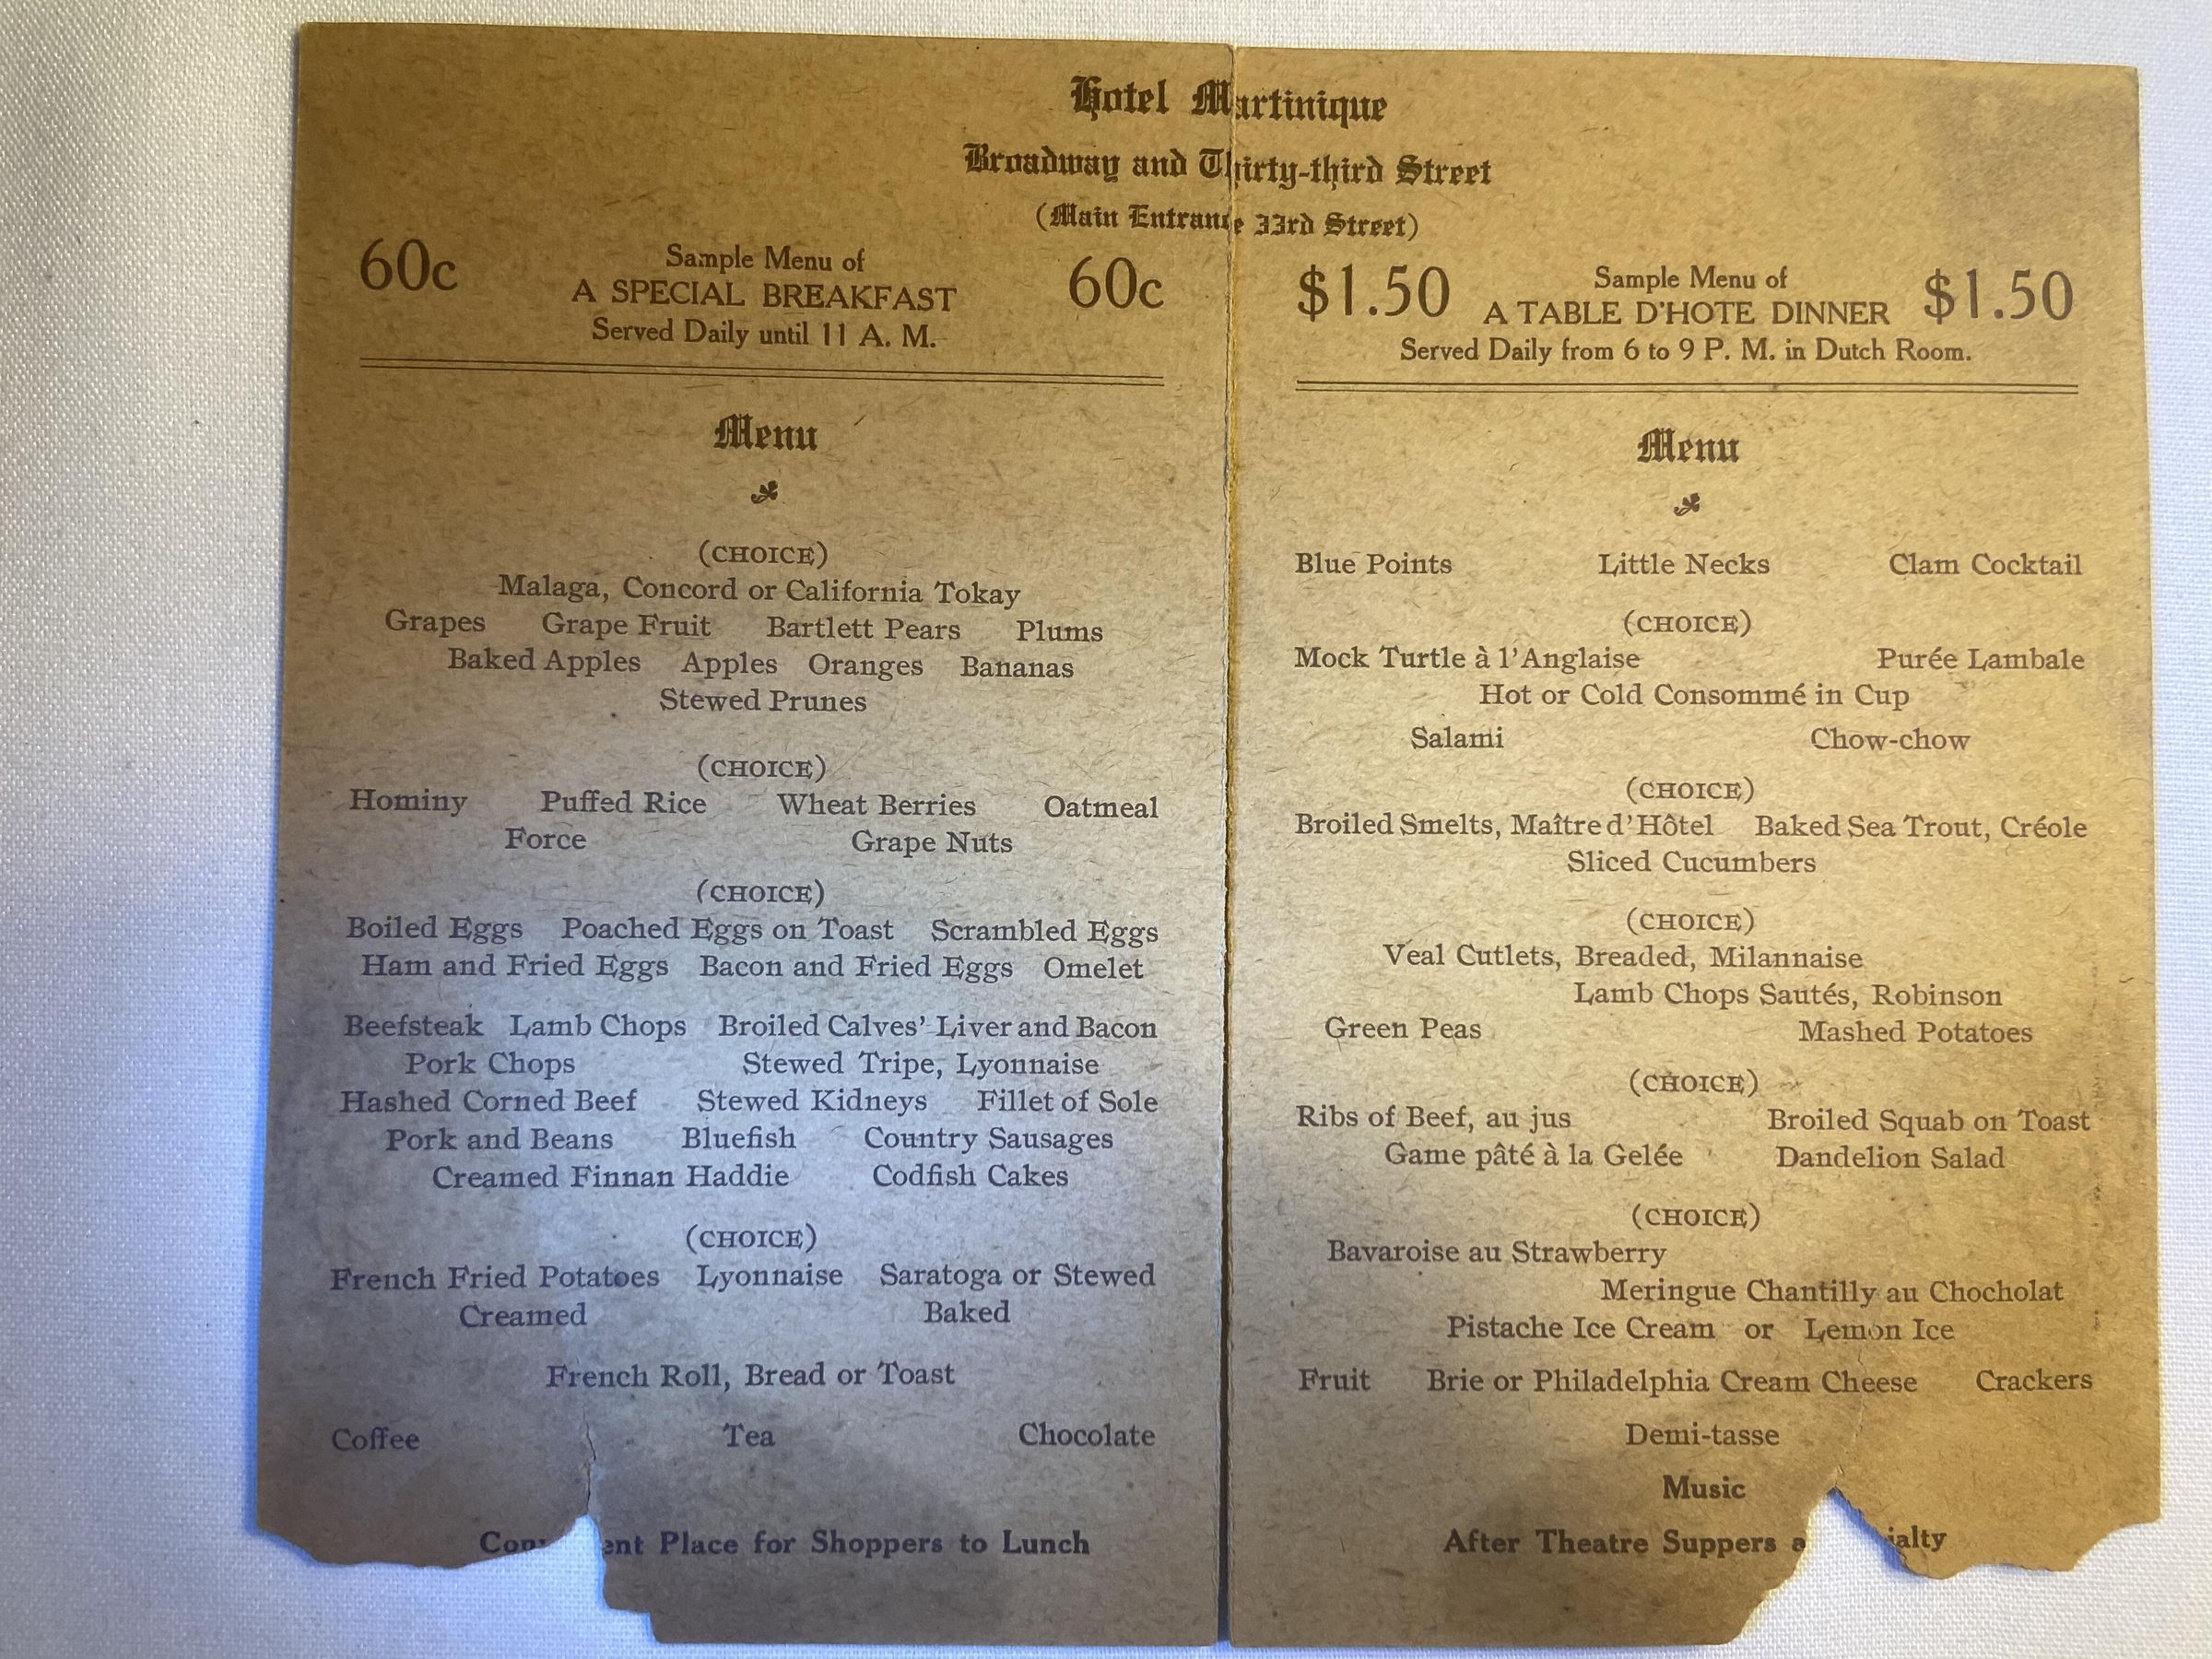 Hotel Martinique
Broadway and Thirty-third Street
(Main Entrance 33rd Street)
60c
Sample Menu of
A SPECIAL BREAKFAST
Served Daily until 11 A. M.
60c
Menu
(CHOICE)
Malaga, Concord or California Tokay
Grapes Grape Fruit Bartlett Pears Plums
Baked Apples Apples Oranges Bananas
Stewed Prunes
(CHOICE)
Hominy Puffed Rice Wheat Berries Oatmeal
Force Grape Nuts
(CHOICE)
Boiled Eggs Poached Eggs on Toast Scrambled Eggs
Ham and Fried Eggs Bacon and Fried Eggs Omelet
Beefsteak Lamb Chops Broiled Calves' Liver and Bacon
Pork Chops Stewed Tripe, Lyonnaise
Hashed Corned Beef Stewed Kidneys Fillet of Sole
Pork and Beans Bluefish Country Sausages
Creamed Finnan Haddie Codfish Cakes
(CHOICE)
French Fried Potatoes Lyonnaise Saratoga or Stewed
Creamed Baked
French Roll, Bread or Toast
Coffee Tea Chocolate
Place for Shoppers to Lunch
$1.50
Sample Menu of
A TABLE D'HOTE DINNER
Served Daily from 6 to 9 P. M. in Dutch Room.
$1.50
Menu
Blue Points Little Necks Clam Cocktail
(CHOICE)
Mock Turtle à l'Anglaise Purée Lambale
Hot or Cold Consommé in Cup
Salami Chow-chow
(CHOICE)
Broiled Smelts, Maître d'Hôtel Baked Sea Trout, Créole
Sliced Cucumbers
(CHOICE)
Veal Cutlets, Breaded, Milannaise
Lamb Chops Sautés, Robinson
Green Peas Mashed Potatoes
(CHOICE)
Ribs of Beef, au jus Broiled Squab on Toast
Game pâté à la Gelée Dandelion Salad
(CHOICE)
Bavaroise au Strawberry
Meringue Chantilly au Chocholat
Pistache Ice Cream or Lemon Ice
Fruit Brie or Philadelphia Cream Cheese Crackers
Demi-tasse
Music
After Theatre Suppers